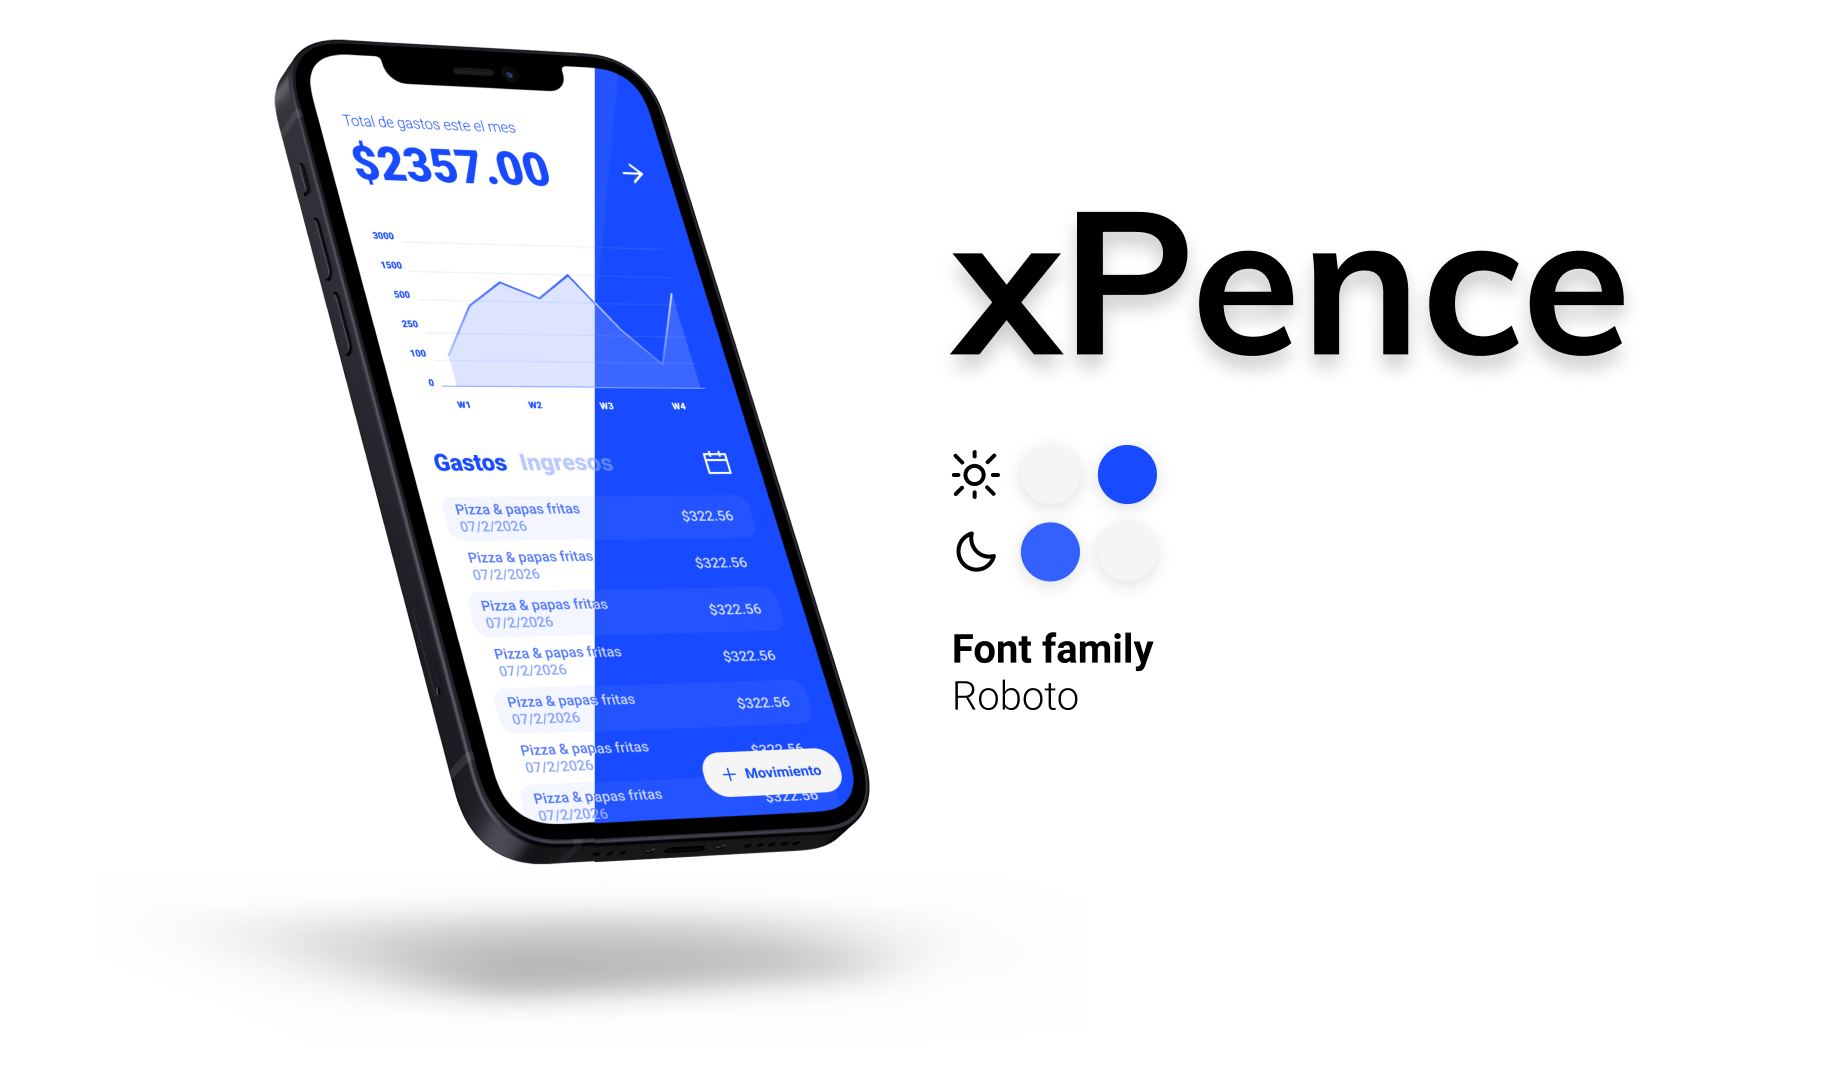 Total de gastos este el mes
$2357.00
3000
1500
500
250
100
0
W1 W2 W3 W4
Gastos Ingresos
Pizza & papas fritas
07/2/2026
$322.56
Pizza & papas fritas
07/2/2026
$322.56
Pizza & papas fritas
07/2/2026
$322.56
Pizza & papas fritas
07/2/2026
$322.56
Pizza & papas fritas
07/2/2026
$322.56
Pizza & papas fritas
07/2/2026
$322.56
+ Movimiento
Pizza & papas fritas
07/2/2026
$322.56
xPence
Font family
Roboto